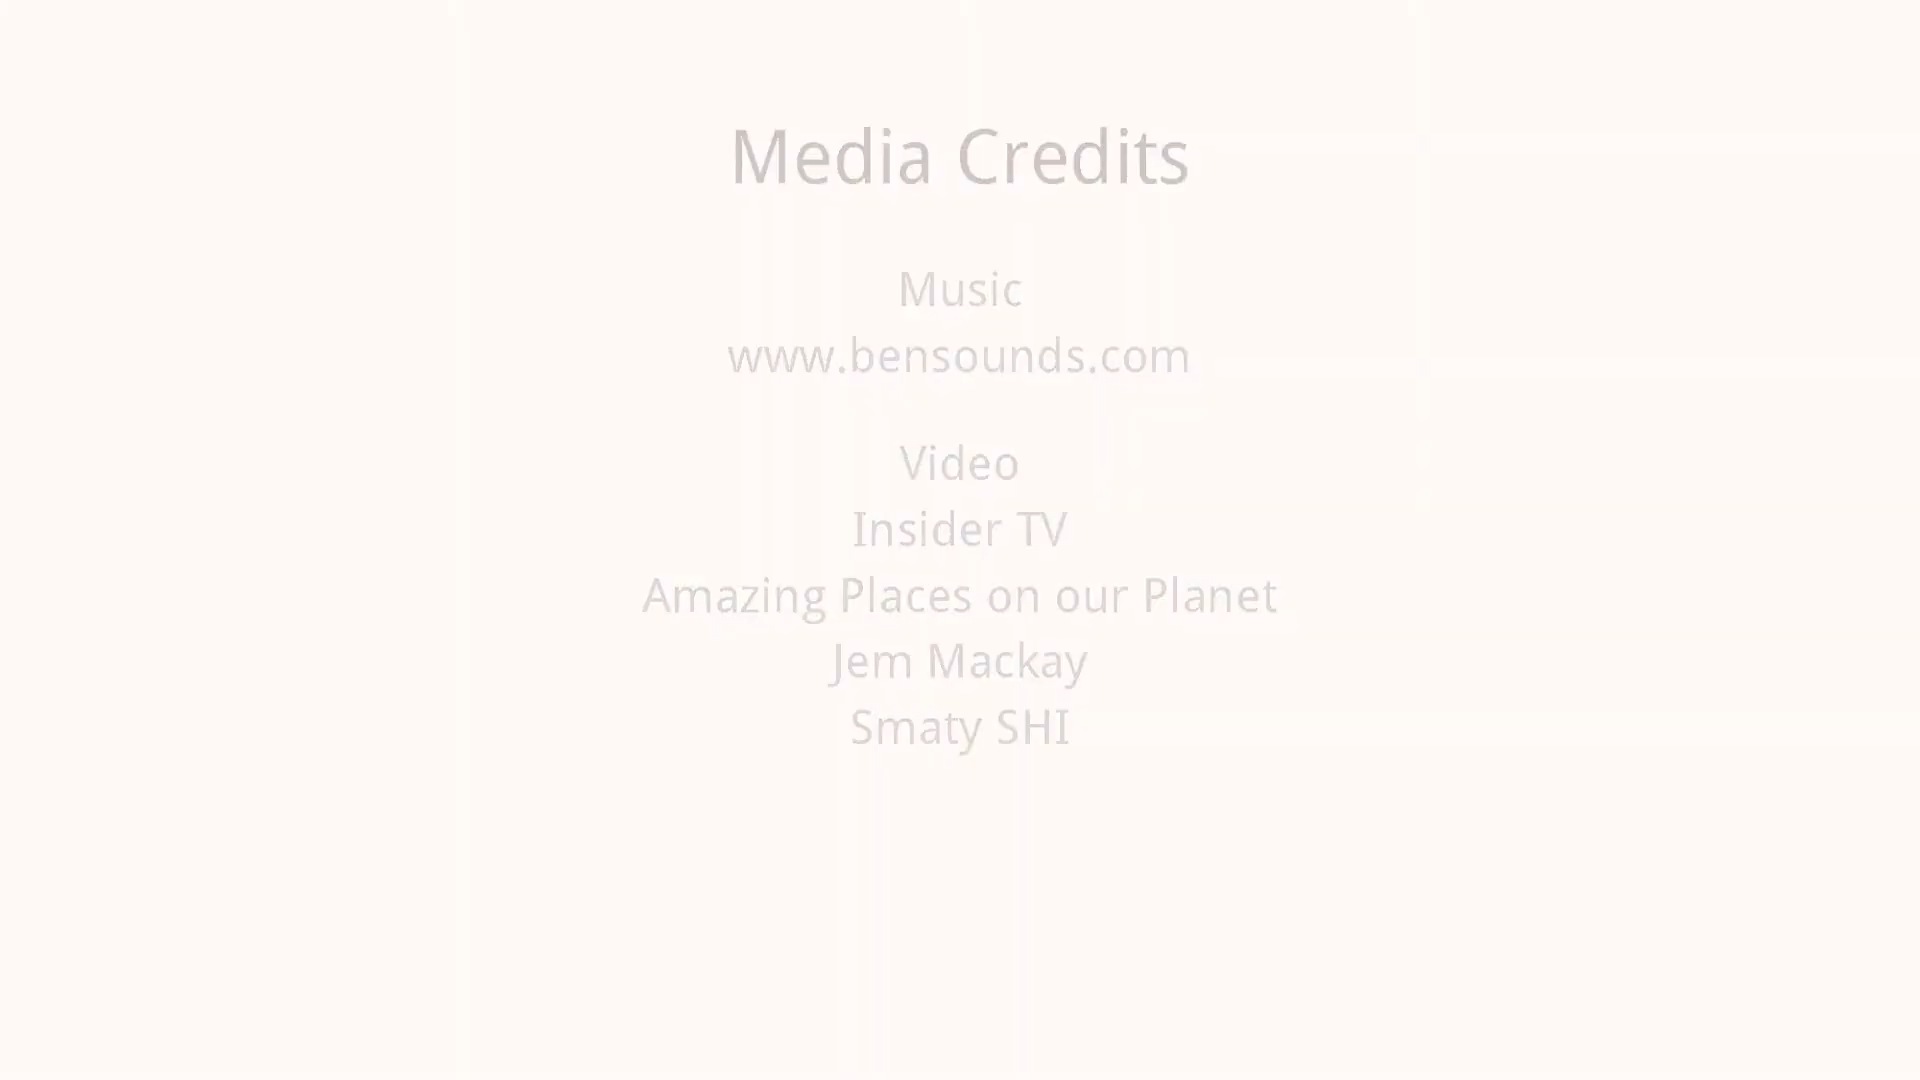 Media Credits
Music
www.bensounds.com
Video
Insider TV
Amazing Places on our Planet
Jem Mackay
Smaty SHI